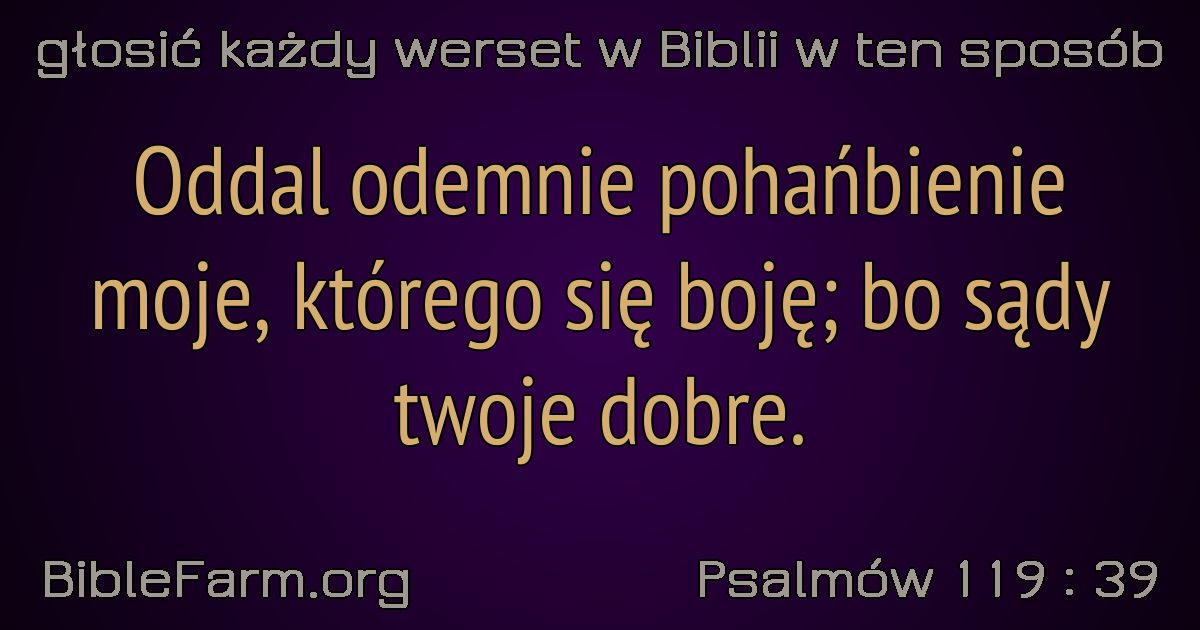 głosić każdy werset w Biblii w ten sposób
Oddal odemnie pohańbienie
moje, którego się boję; bo sądy
twoje dobre.
BibleFarm.org
Psalmów 119 : 39